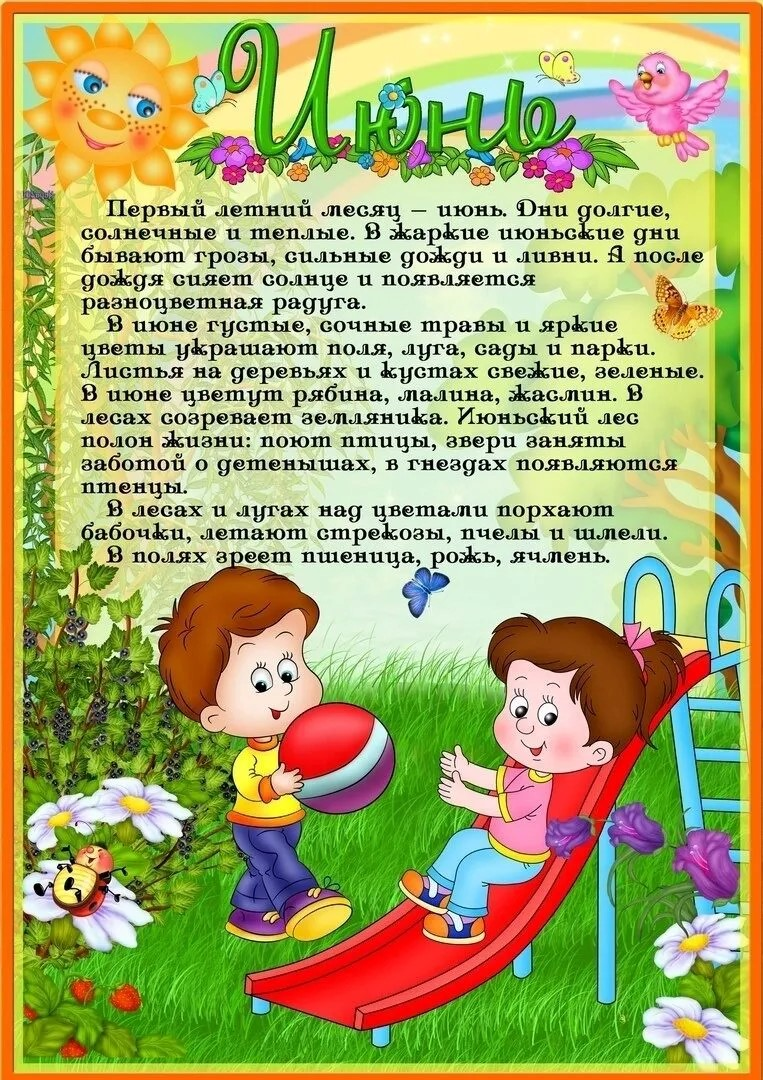 Июнь
Первый летний месяц – июнь. Дни долгие,
солнечные и теплые. В жаркие июньские дни
бывают грозы, сильные дожди и ливни. А после
дождя сияет солнце и появляется
разноцветная радуга.
В июне густые, сочные травы и яркие
цветы украшают поля, луга, сады и парки.
Листья на деревьях и кустах свежие, зеленые.
В июне цветут рябина, малина, жасмин. В
лесах созревает земляника. Июньский лес
полон жизни: поют птицы, звери заняты
заботой о детенышах, в гнездах появляются
птенцы.
В лесах и лугах над цветами порхают
бабочки, летают стрекозы, пчелы и шмели.
В полях зреет пшеница, рожь, ячмень.